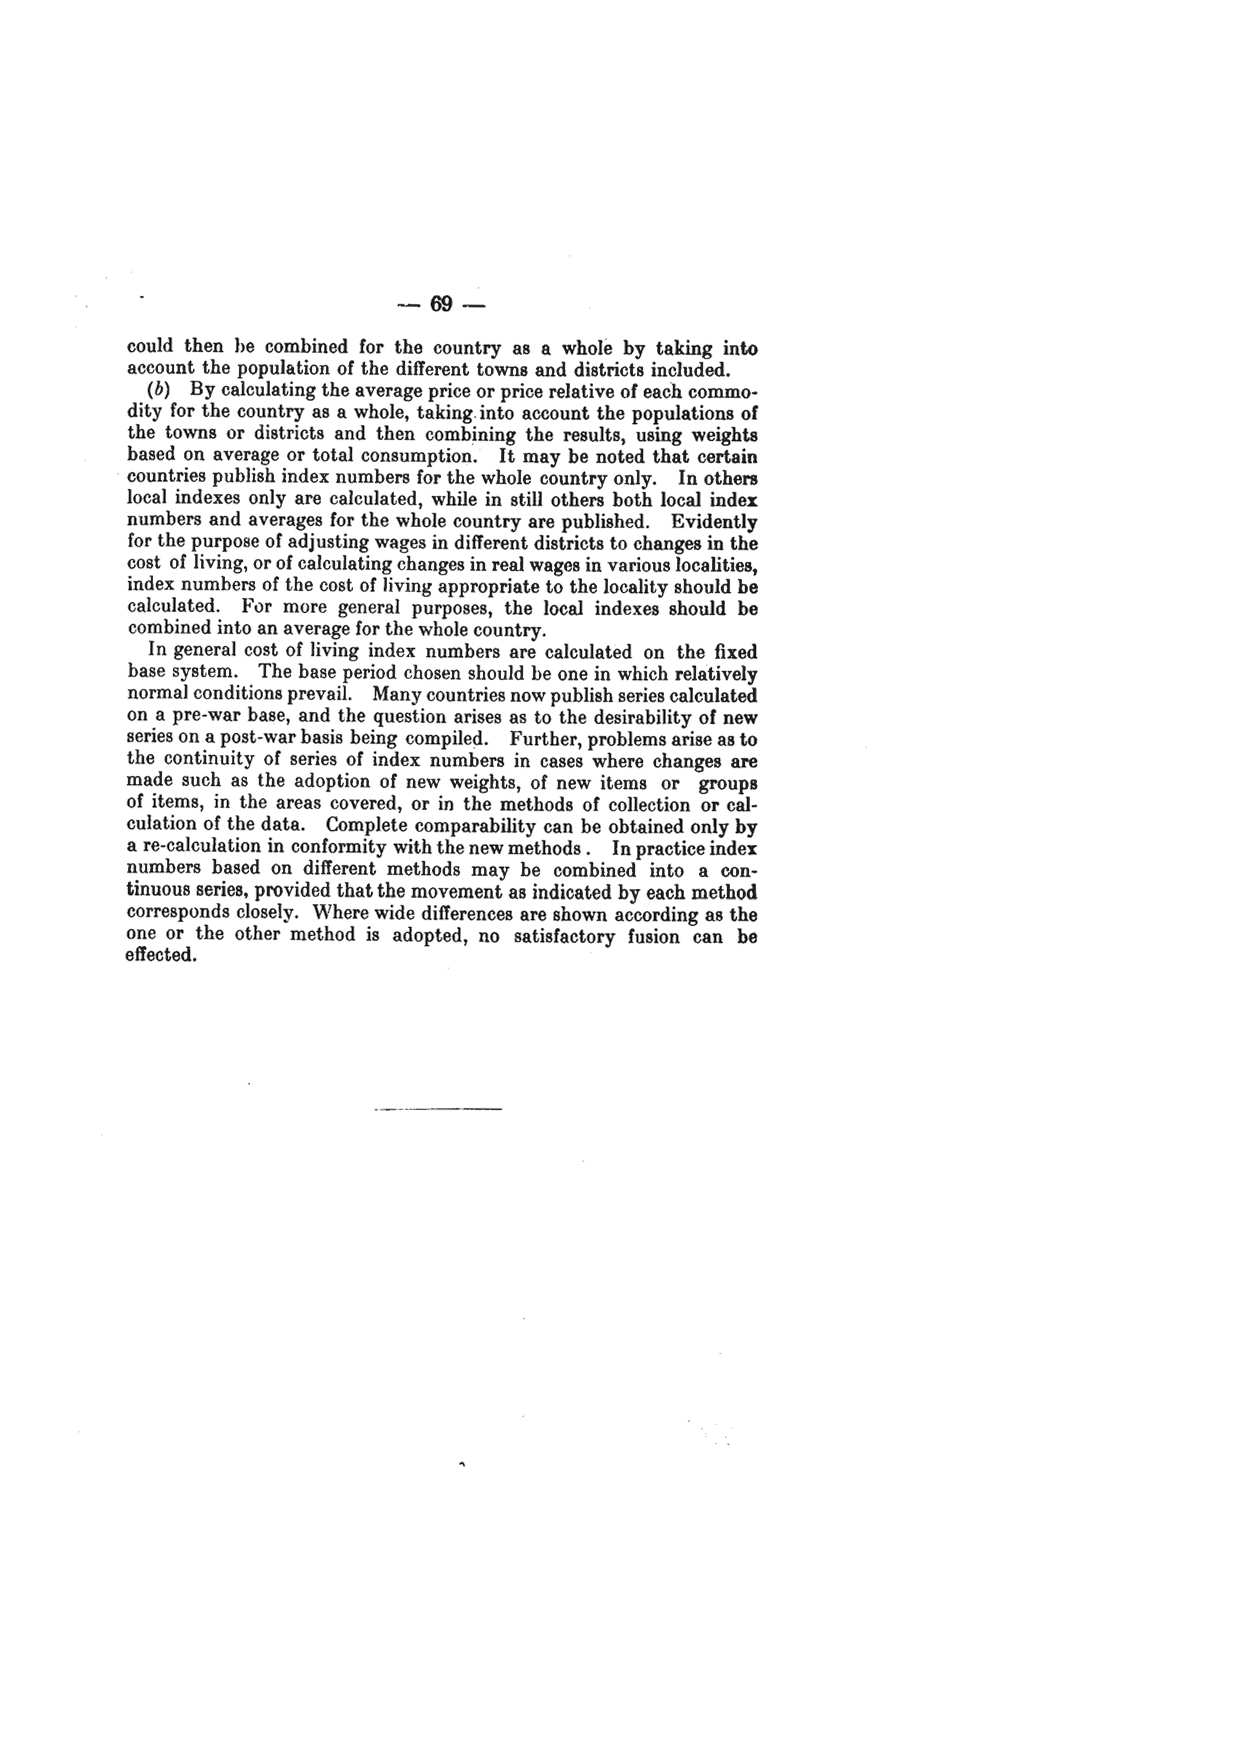 — 69 —
could then be combined for the country as a whole by taking into
account the population of the different towns and districts included.
(b) By calculating the average price or price relative of each commo-
dity for the country as a whole, taking into account the populations of
the towns or districts and then combining the results, using weights
based on average or total consumption. It may be noted that certain
countries publish index numbers for the whole country only. In others
local indexes only are calculated, while in still others both local index
numbers and averages for the whole country are published. Evidently
for the purpose of adjusting wages in different districts to changes in the
cost of living, or of calculating changes in real wages in various localities,
index numbers of the cost of living appropriate to the locality should be
calculated. For more general purposes, the local indexes should be
combined into an average for the whole country.
In general cost of living index numbers are calculated on the fixed
base system. The base period chosen should be one in which relatively
normal conditions prevail. Many countries now publish series calculated
on a pre-war base, and the question arises as to the desirability of new
series on a post-war basis being compiled. Further, problems arise as to
the continuity of series of index numbers in cases where changes are
made such as the adoption of new weights, of new items or groups
of items, in the areas covered, or in the methods of collection or cal-
culation of the data. Complete comparability can be obtained only by
a re-calculation in conformity with the new methods. In practice index
numbers based on different methods may be combined into a con-
tinuous series, provided that the movement as indicated by each method
corresponds closely. Where wide differences are shown according as the
one or the other method is adopted, no satisfactory fusion can be
effected.